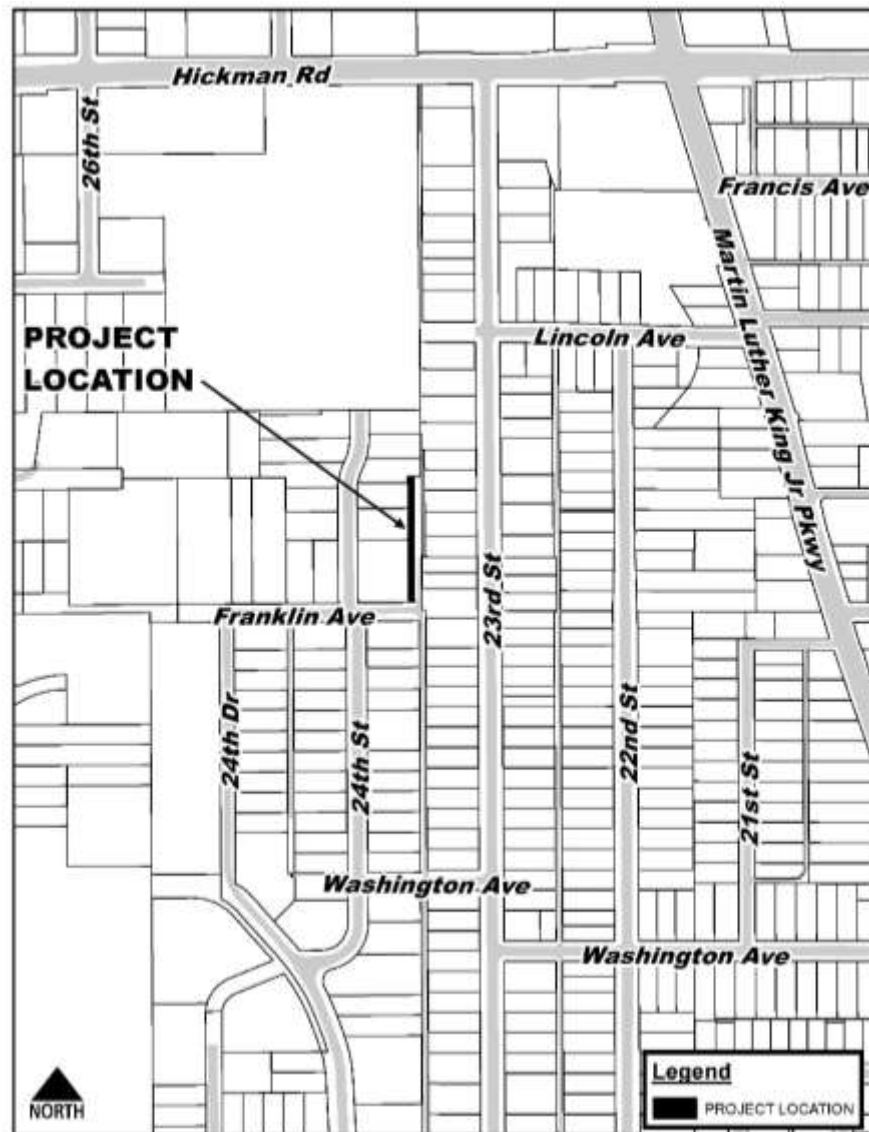 Hickman Rd
26th St
Francis Ave
Martin Luther King Jr Pkwy
PROJECT
LOCATION
Lincoln Ave
Franklin Ave
23rd St
24th Dr
24th St
22nd St
21st St
Washington Ave
Washington Ave
NORTH
Legend
PROJECT LOCATION